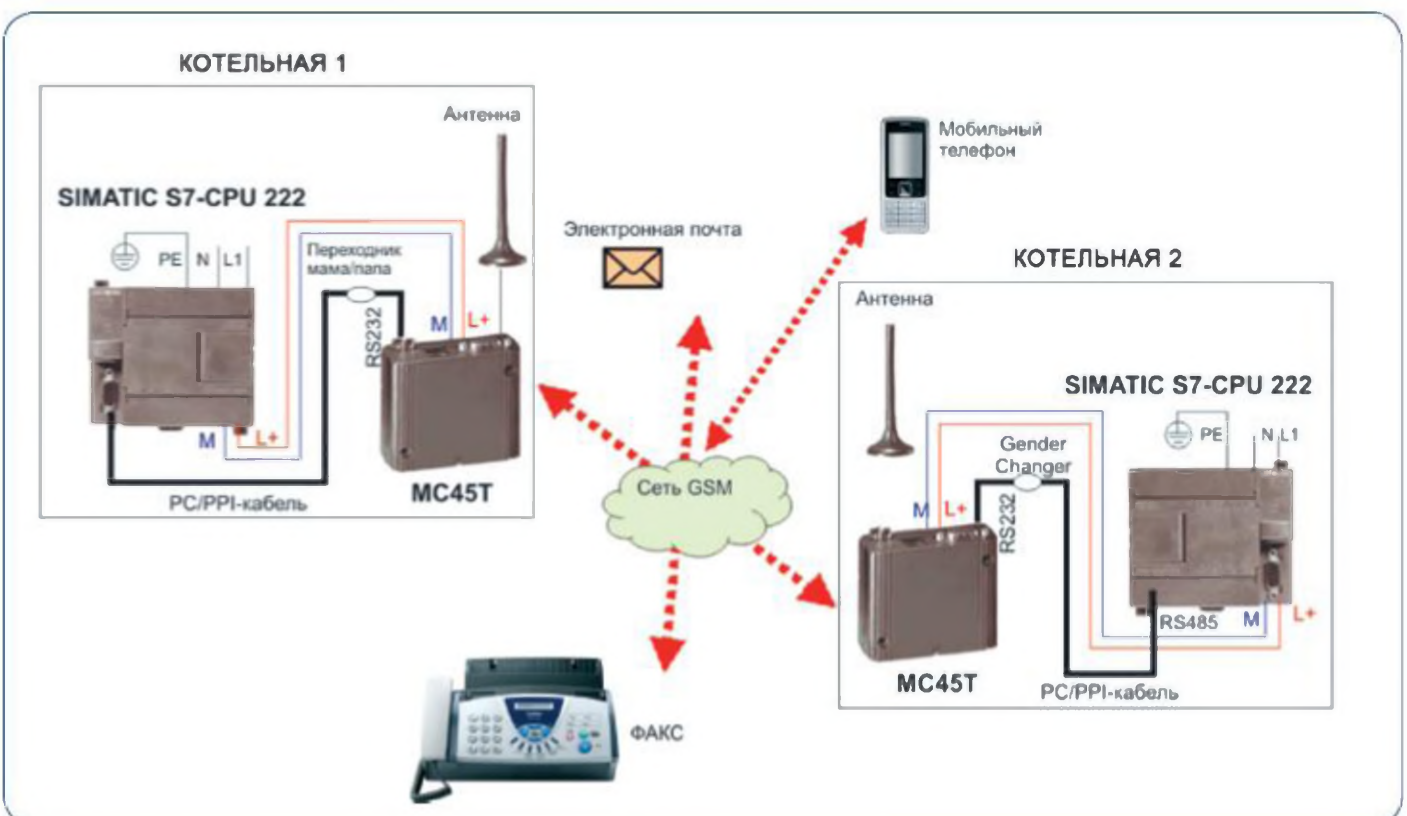 КОТЕЛЬНАЯ 1
Антенна
SIMATIC S7-CPU 222
PE N L1
Переходник
мама/папа
RS232
M L+
M L+
MC45T
PC/PPI-кабель
Электронная почта
Мобильный
телефон
Сеть GSM
ФАКС
КОТЕЛЬНАЯ 2
Антенна
SIMATIC S7-CPU 222
PE N L1
Gender
Changer
M L+
RS232
RS485 M L+
MC45T
PC/PPI-кабель